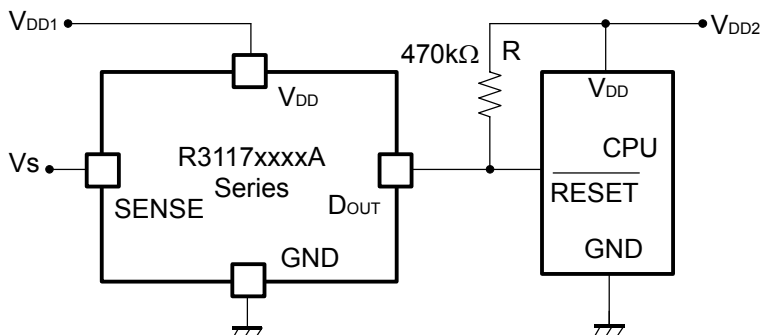 VDD1
470kΩ R
VDD2
VDD
VDD
Vs
R3117xxxxA
Series
CPU
SENSE
DOUT
RESET
GND
GND